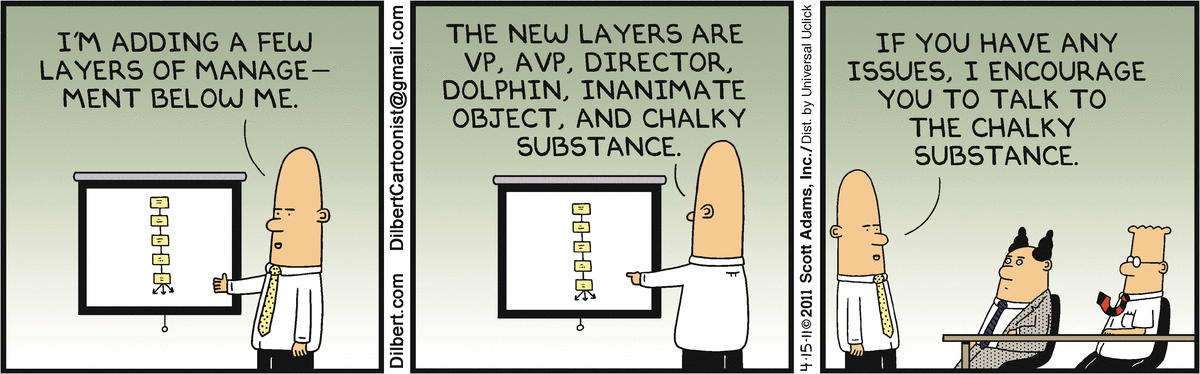 I'M ADDING A FEW
LAYERS OF MANAGE–
MENT BELOW ME.
Dilbert.com DilbertCartoonist@gmail.com
THE NEW LAYERS ARE
VP, AVP, DIRECTOR,
DOLPHIN, INANIMATE
OBJECT, AND CHALKY
SUBSTANCE.
4-15-11 ©2011 Scott Adams, Inc./Dist. by Universal Uclick
IF YOU HAVE ANY
ISSUES, I ENCOURAGE
YOU TO TALK TO
THE CHALKY
SUBSTANCE.